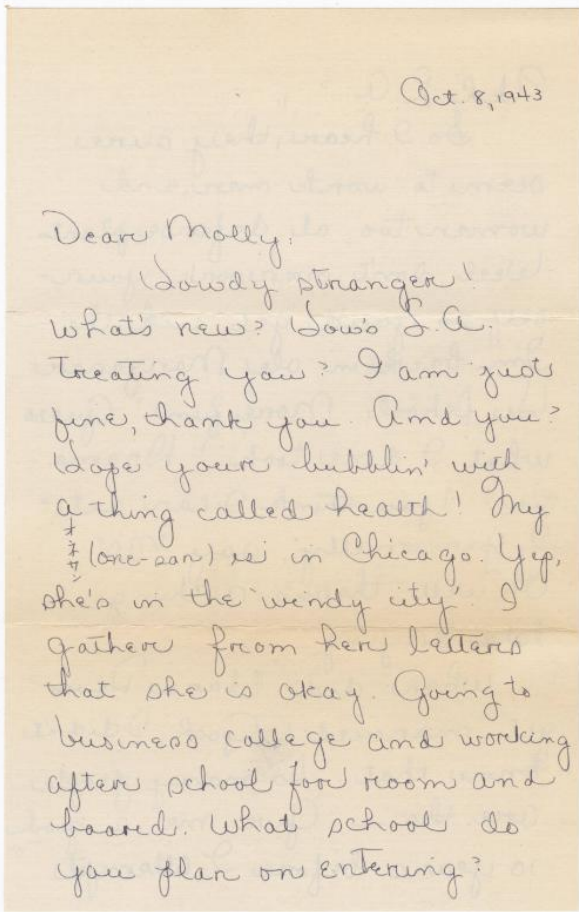 Oct. 8, 1943
Dear Molly,
Howdy stranger!
What's new? How's L.A.
treating you? I am just
fine, thank you. And you?
Hope you're bubblin' with
a thing called health! My
オネサン (one-san) is in Chicago. Yep,
she's in the 'windy city'. I
gather from her letters
that she is okay. Going to
business college and working
after school for room and
board. What school do
you plan on entering?